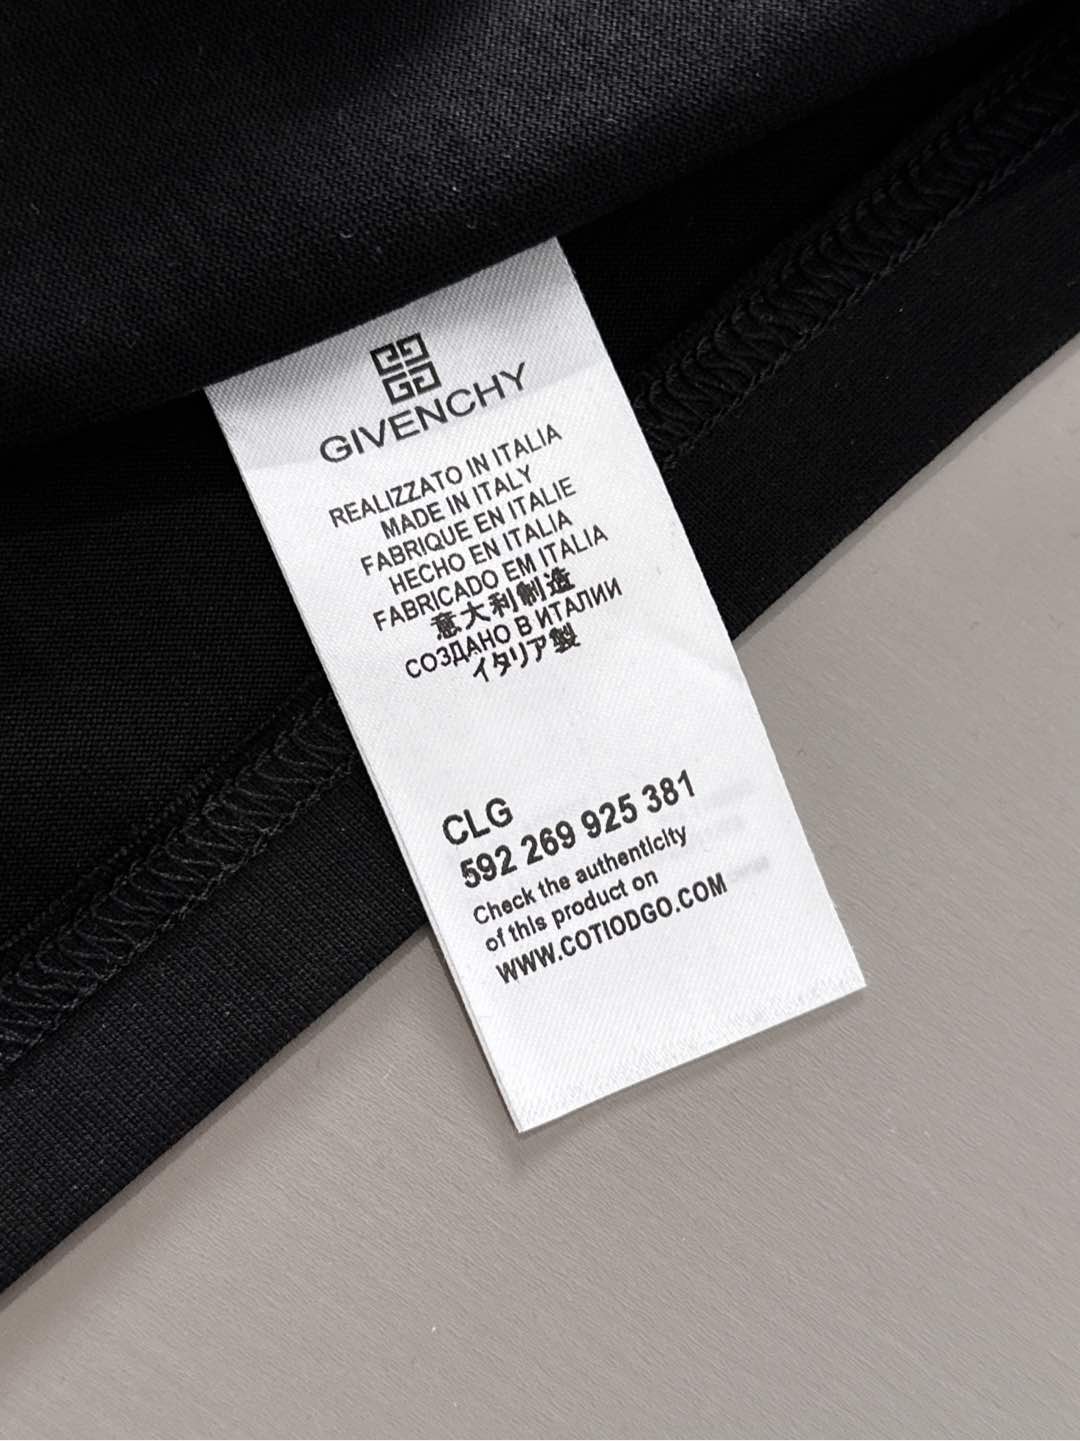 GIVENCHY
REALIZZATO IN ITALIA
MADE IN ITALY
FABRIQUE EN ITALIE
HECHO EN ITALIA
FABRICADO EM ITALIA
意大利制造
СОЗДАНО В ИТАЛИИ
イタリア製
CLG
592 269 925 381
Check the authenticity
of this product on
WWW.COTIODGO.COM